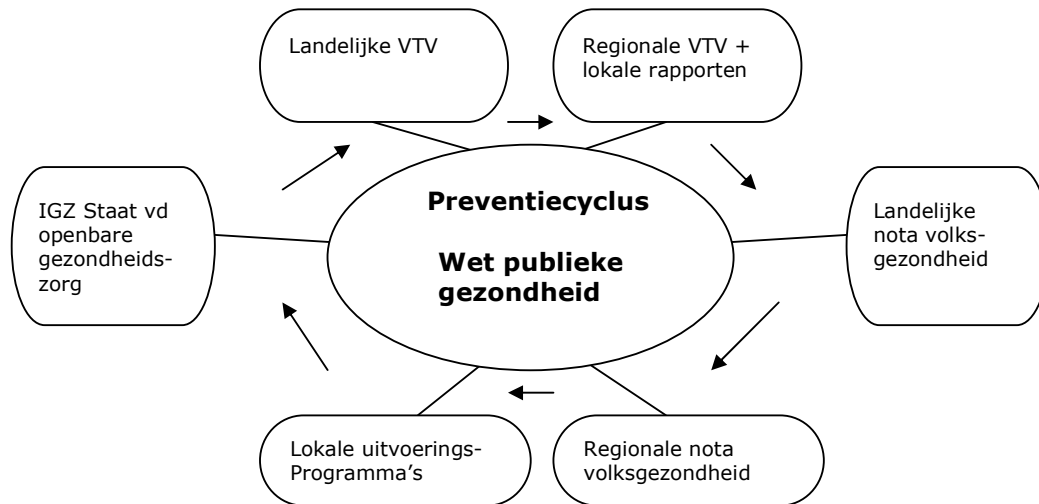 Landelijke VTV
Regionale VTV +
lokale rapporten
Preventiecyclus
Wet publieke
gezondheid
IGZ Staat vd
openbare
gezondheids-
zorg
Landelijke
nota volks-
gezondheid
Lokale uitvoerings-
Programma's
Regionale nota
volksgezondheid